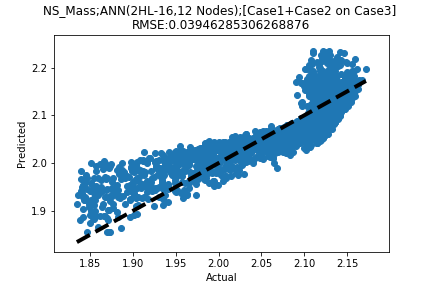 NS_Mass;ANN(2HL-16,12 Nodes);[Case1+Case2 on Case3]
RMSE:0.03946285306268876
2.2
2.1
2.0
1.9
Predicted
1.85 1.90 1.95 2.00 2.05 2.10 2.15
Actual